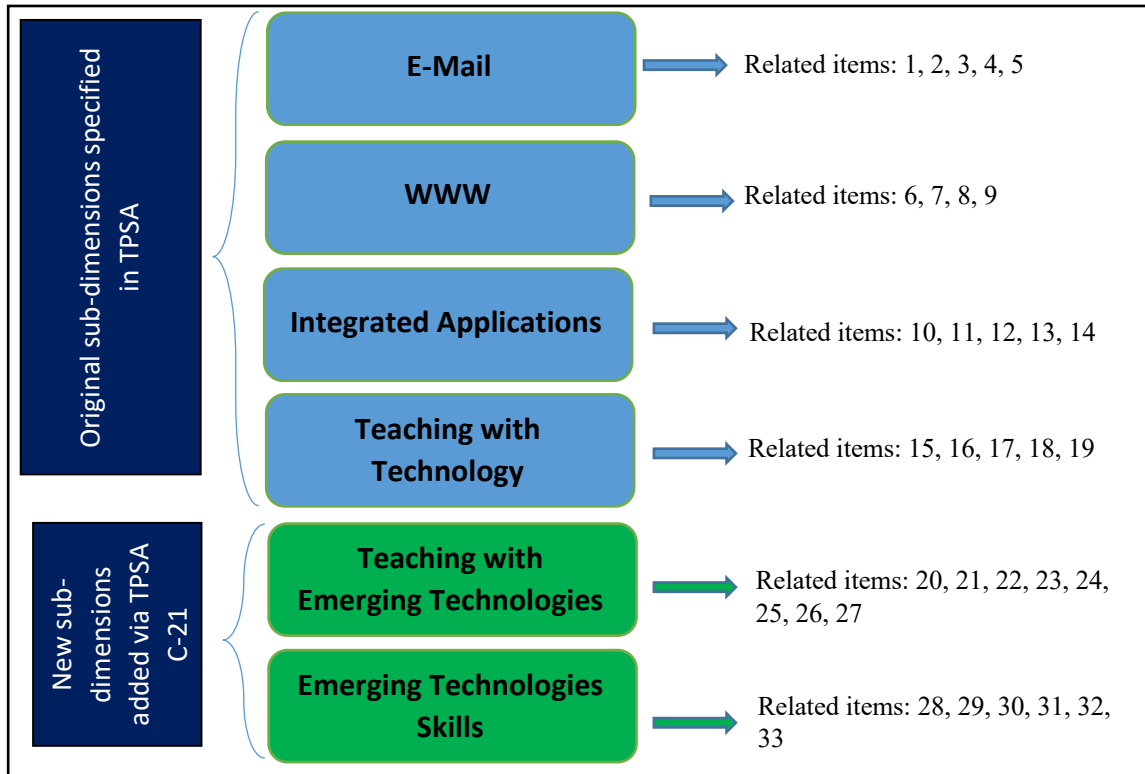 Original sub-dimensions specified
in TPSA
E-Mail
Related items: 1, 2, 3, 4, 5
WWW
Related items: 6, 7, 8, 9
Integrated Applications
Related items: 10, 11, 12, 13, 14
Teaching with
Technology
Related items: 15, 16, 17, 18, 19
New sub-
dimensions
added via TPSA
C-21
Teaching with
Emerging Technologies
Related items: 20, 21, 22, 23, 24,
25, 26, 27
Emerging Technologies
Skills
Related items: 28, 29, 30, 31, 32,
33